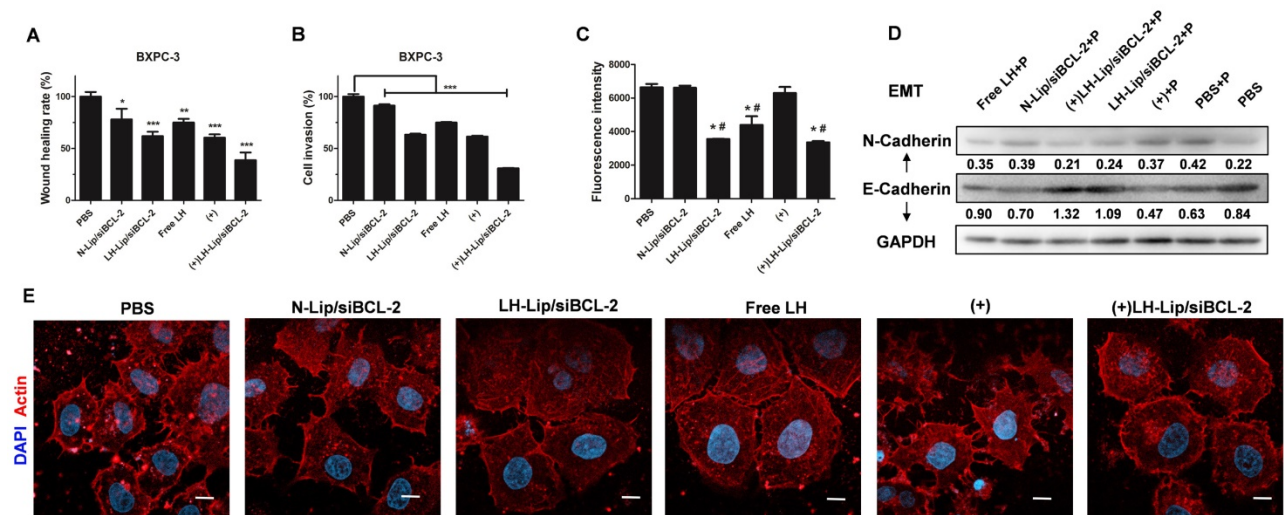 A
BXPC-3
Wound healing rate (%)
100
50
0
* *** ** *** ***
PBS
N-Lip/siBCL-2
LH-Lip/siBCL-2
Free LH
(+)
(+)LH-Lip/siBCL-2
B
BXPC-3
Cell invasion (%)
100
50
0
***
PBS
N-Lip/siBCL-2
LH-Lip/siBCL-2
Free LH
(+)
(+)LH-Lip/siBCL-2
C
Fluorescence intensity
8000
6000
4000
2000
0
* # * # * #
PBS
N-Lip/siBCL-2
LH-Lip/siBCL-2
Free LH
(+)
(+)LH-Lip/siBCL-2
D
EMT
Free LH+P
N-Lip/siBCL-2+P
(+)LH-Lip/siBCL-2+P
LH-Lip/siBCL-2+P
(+)+P
PBS+P
PBS
N-Cadherin
0.35 0.39 0.21 0.24 0.37 0.42 0.22
E-Cadherin
0.90 0.70 1.32 1.09 0.47 0.63 0.84
GAPDH
E
PBS N-Lip/siBCL-2 LH-Lip/siBCL-2 Free LH (+) (+)LH-Lip/siBCL-2
DAPI Actin